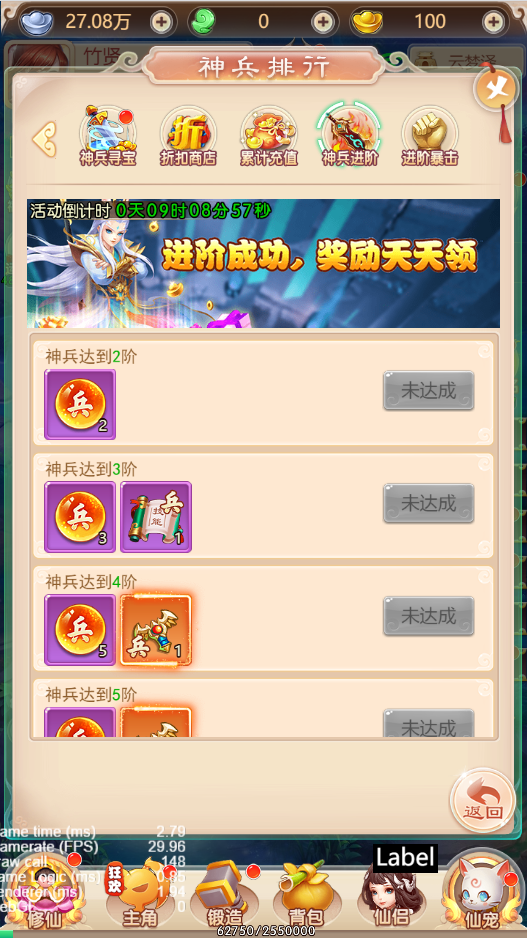 27.08万
0
100
竹贤
云梦泽
神兵排行
神兵寻宝
折
折扣商店
累计充值
神兵进阶
进阶暴击
活动倒计时 0天09时08分57秒
进阶成功，奖励天天领
神兵达到2阶
兵
2
未达成
神兵达到3阶
兵
3
兵
技能
1
未达成
神兵达到4阶
兵
5
兵
1
未达成
神兵达到5阶
兵
未达成
返回
ame time (ms) 2.79
amerate (FPS) 29.96
raw call 148
ame Logic (ms) 0.85
enderer (ms) 1.94
0
Label
修仙
狂欢
主角
锻造
背包
仙侣
仙宠
62750/2550000